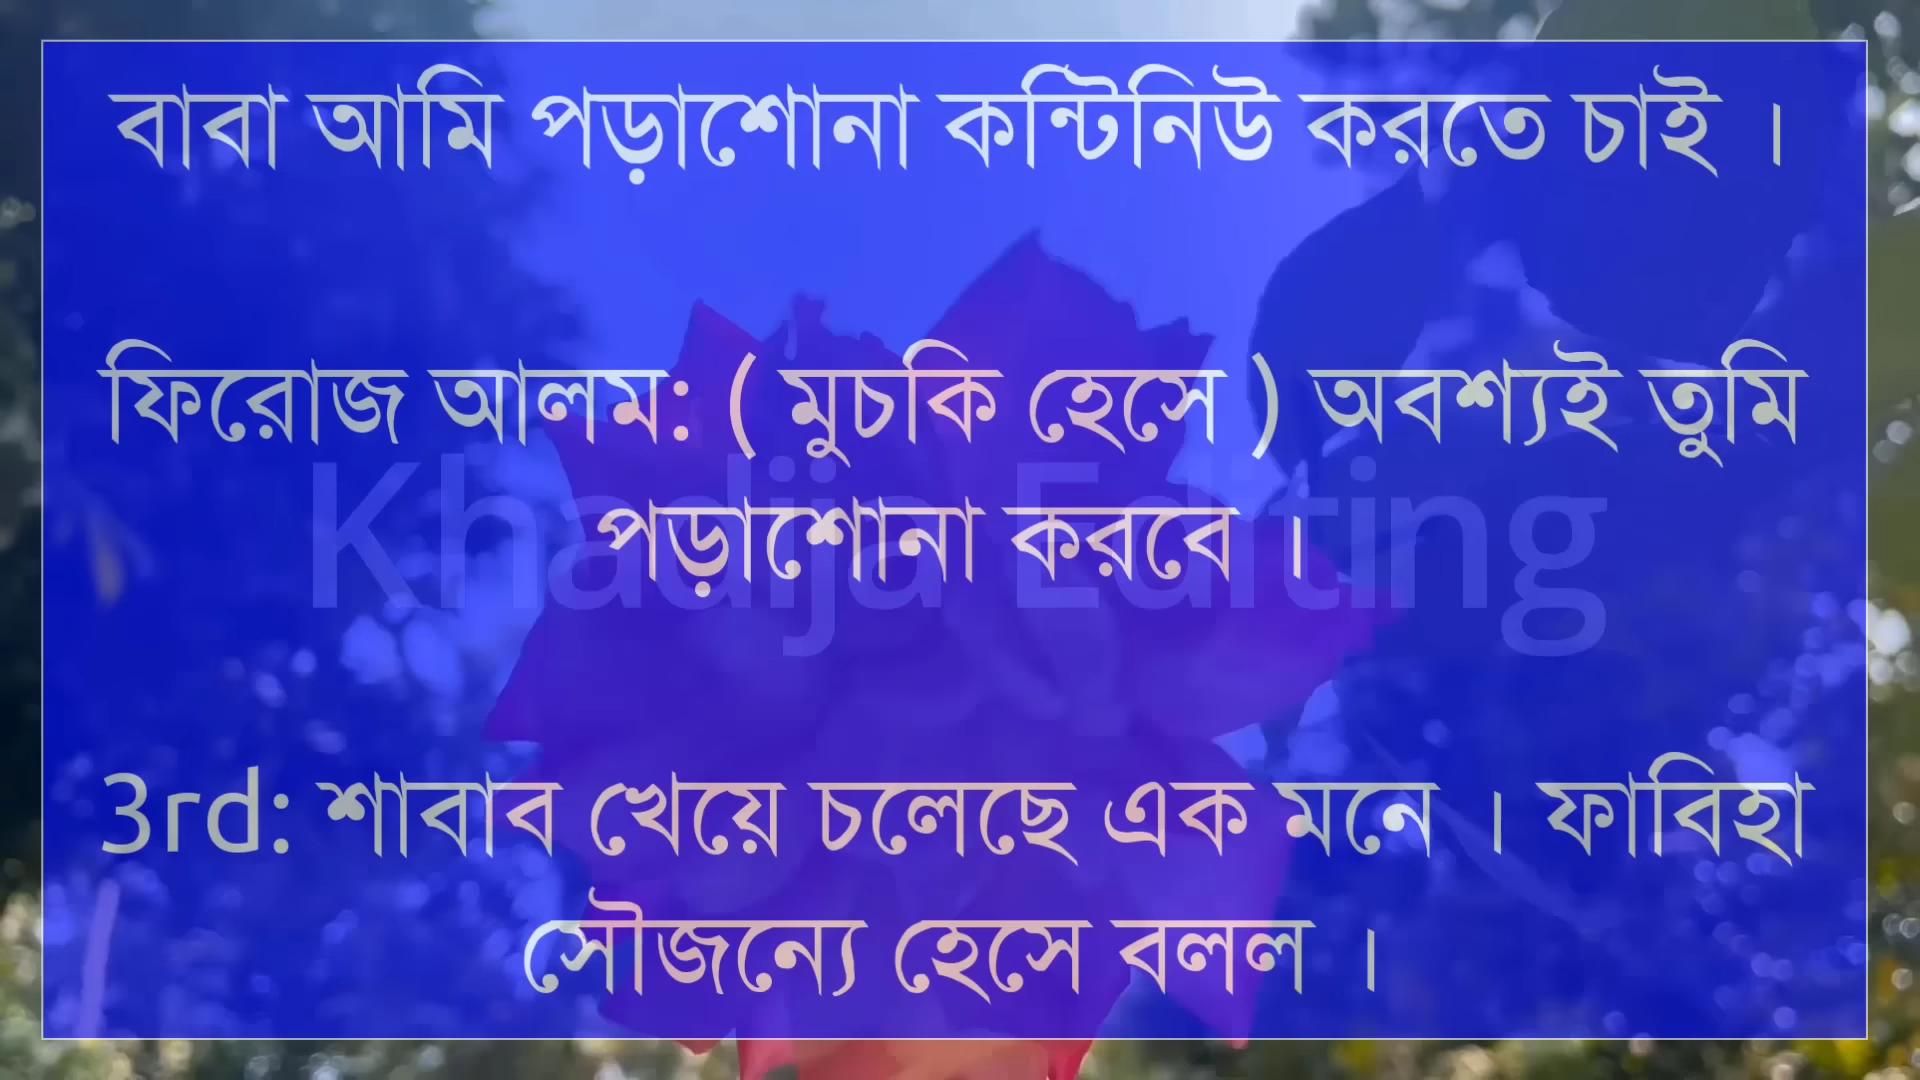 বাবা আমি পড়াশোনা কন্টিনিউ করতে চাই ।
ফিরোজ আলম: ( মুচকি হেসে ) অবশ্যই তুমি
পড়াশোনা করবে ।
Khadija Editing
3rd: শাবাব খেয়ে চলেছে এক মনে । ফাবিহা
সৌজন্যে হেসে বলল ।